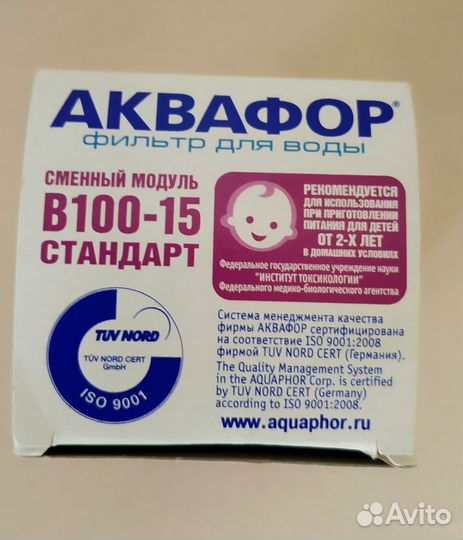 АКВАФОР®
фильтр для воды
СМЕННЫЙ МОДУЛЬ
В100-15
СТАНДАРТ
РЕКОМЕНДУЕТСЯ
ДЛЯ ИСПОЛЬЗОВАНИЯ
ПРИ ПРИГОТОВЛЕНИИ
ПИТАНИЯ ДЛЯ ДЕТЕЙ
ОТ 2-Х ЛЕТ
В ДОМАШНИХ УСЛОВИЯХ
Федеральное государственное учреждение науки
"ИНСТИТУТ ТОКСИКОЛОГИИ"
Федерального медико-биологического агентства
TUV NORD
TÜV NORD CERT
GmbH
ISO 9001
Система менеджмента качества
фирмы АКВАФОР сертифицирована
на соответствие ISO 9001:2008
фирмой TUV NORD CERT (Германия).
The Quality Management System
in the AQUAPHOR Corp. is certified
by TUV NORD CERT (Germany)
according to ISO 9001:2008.
www.aquaphor.ru
Avito